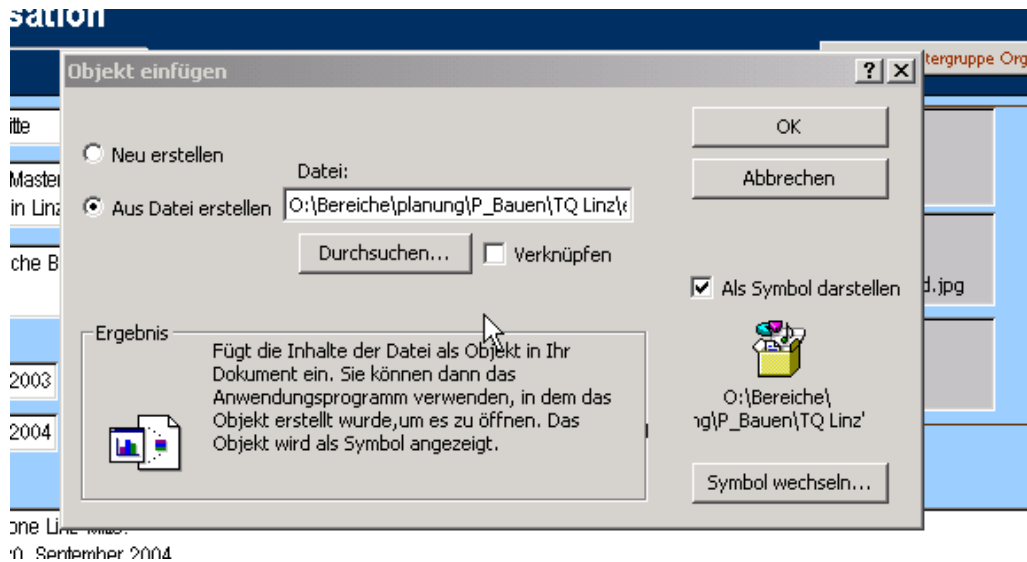 sation
tergruppe Org
Objekt einfügen
itte
Master
in Linz
che B
2003
2004
Neu erstellen
Aus Datei erstellen
Datei:
O:\Bereiche\planung\P_Bauen\TQ Linz\
Durchsuchen...
Verknüpfen
OK
Abbrechen
Als Symbol darstellen
d.jpg
Ergebnis
Fügt die Inhalte der Datei als Objekt in Ihr
Dokument ein. Sie können dann das
Anwendungsprogramm verwenden, in dem das
Objekt erstellt wurde,um es zu öffnen. Das
Objekt wird als Symbol angezeigt.
O:\Bereiche\
ng\P_Bauen\TQ Linz'
Symbol wechseln...
one
0. September 2004